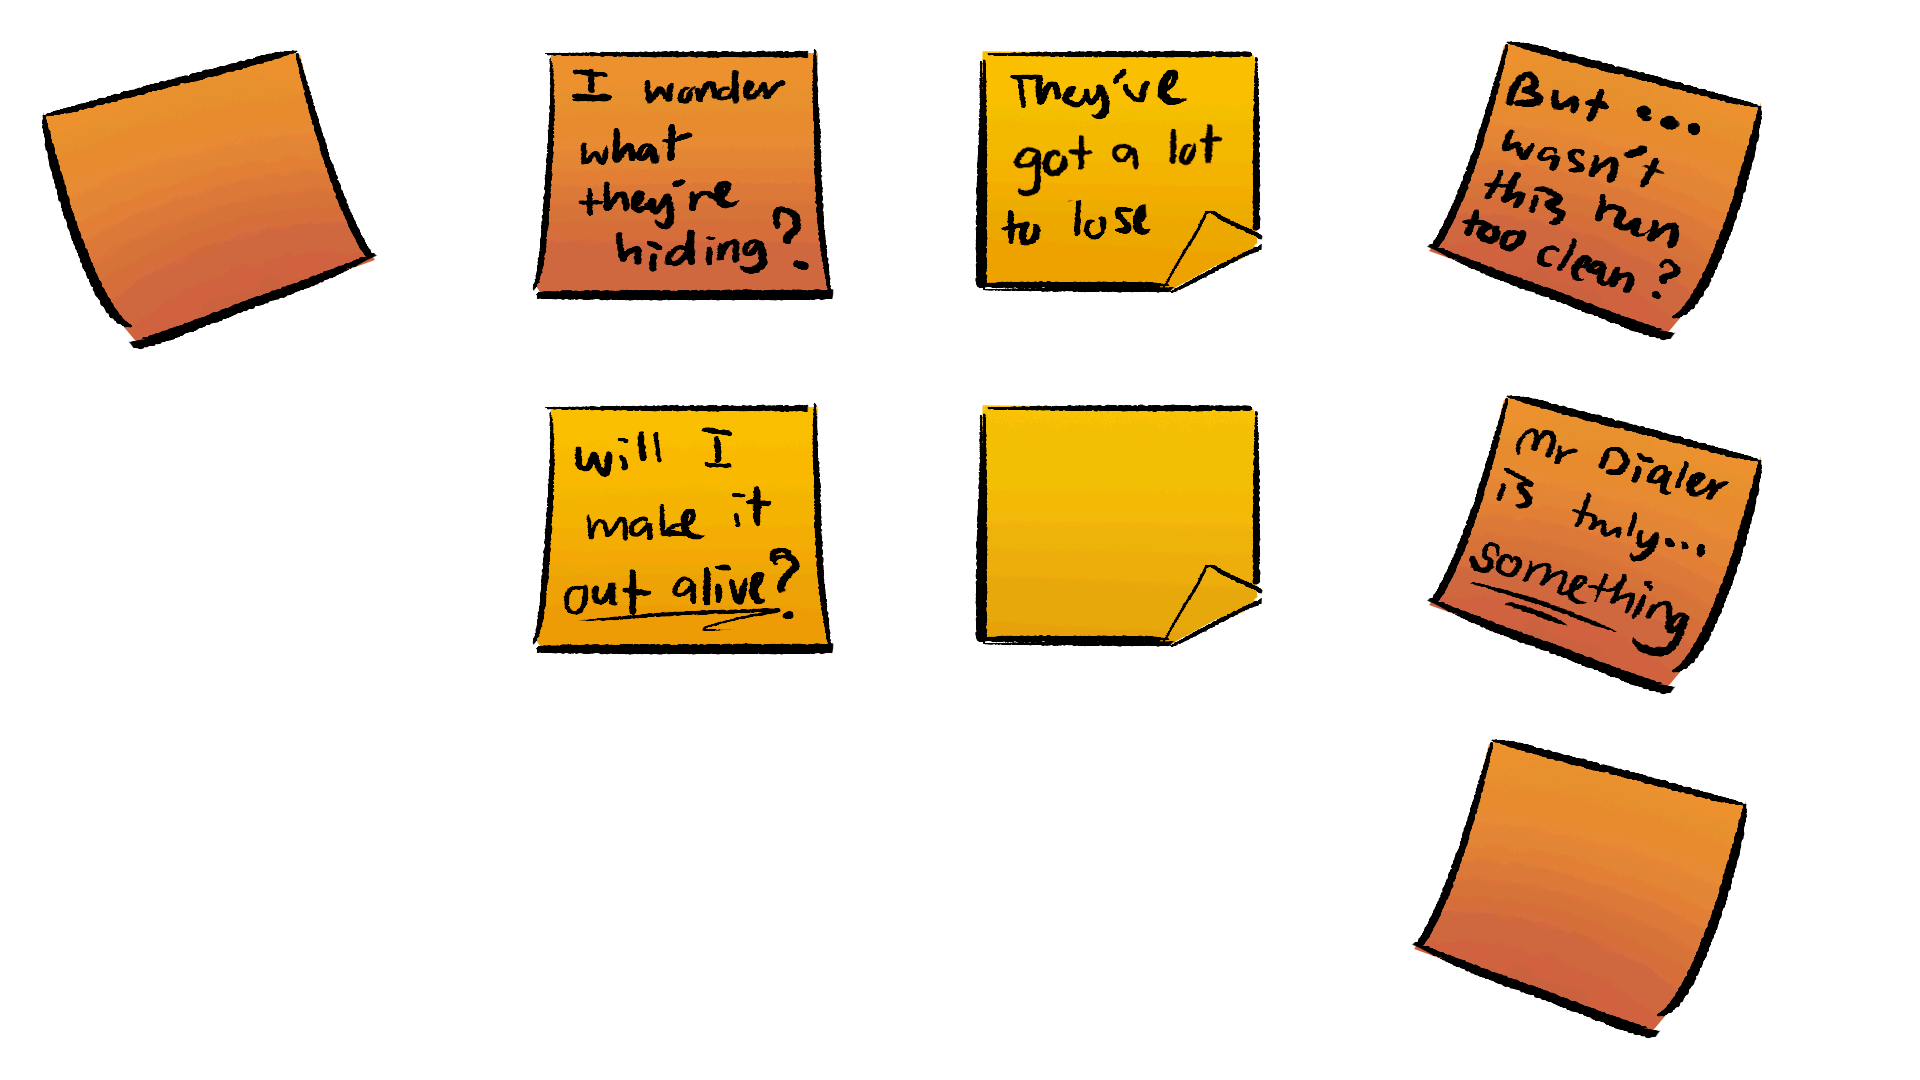 I wonder
what
they're
hiding?
They've
got a lot
to lose
But...
wasn't
this run
too clean?
will I
make it
out alive?
Mr Dialer
is truly...
something